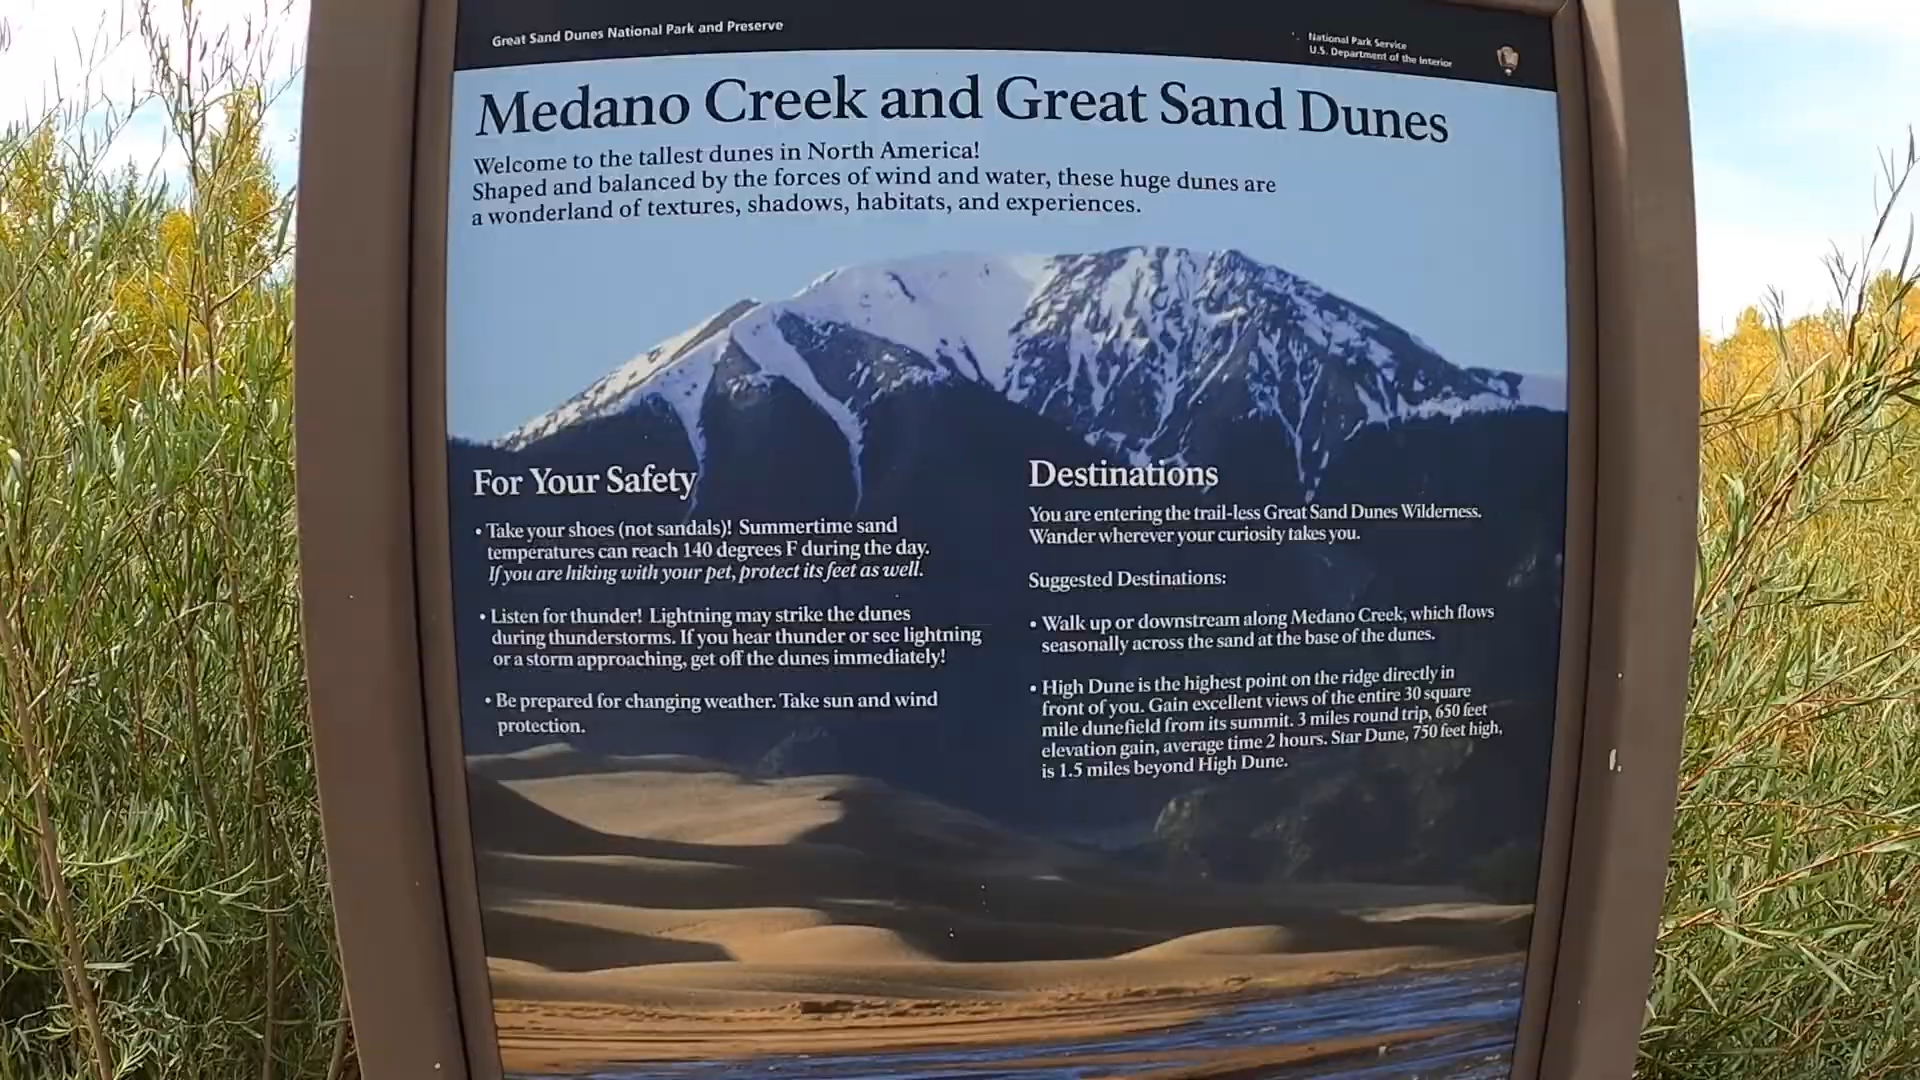 Great Sand Dunes National Park and Preserve
National Park Service
U.S. Department of the Interior
Medano Creek and Great Sand Dunes
Welcome to the tallest dunes in North America!
Shaped and balanced by the forces of wind and water, these huge dunes are
a wonderland of textures, shadows, habitats, and experiences.
For Your Safety
• Take your shoes (not sandals)! Summertime sand
temperatures can reach 140 degrees F during the day.
If you are hiking with your pet, protect its feet as well.
• Listen for thunder! Lightning may strike the dunes
during thunderstorms. If you hear thunder or see lightning
or a storm approaching, get off the dunes immediately!
• Be prepared for changing weather. Take sun and wind
protection.
Destinations
You are entering the trail-less Great Sand Dunes Wilderness.
Wander wherever your curiosity takes you.
Suggested Destinations:
• Walk up or downstream along Medano Creek, which flows
seasonally across the sand at the base of the dunes.
• High Dune is the highest point on the ridge directly in
front of you. Gain excellent views of the entire 30 square
mile dunefield from its summit. 3 miles round trip, 650 feet
elevation gain, average time 2 hours. Star Dune, 750 feet high,
is 1.5 miles beyond High Dune.